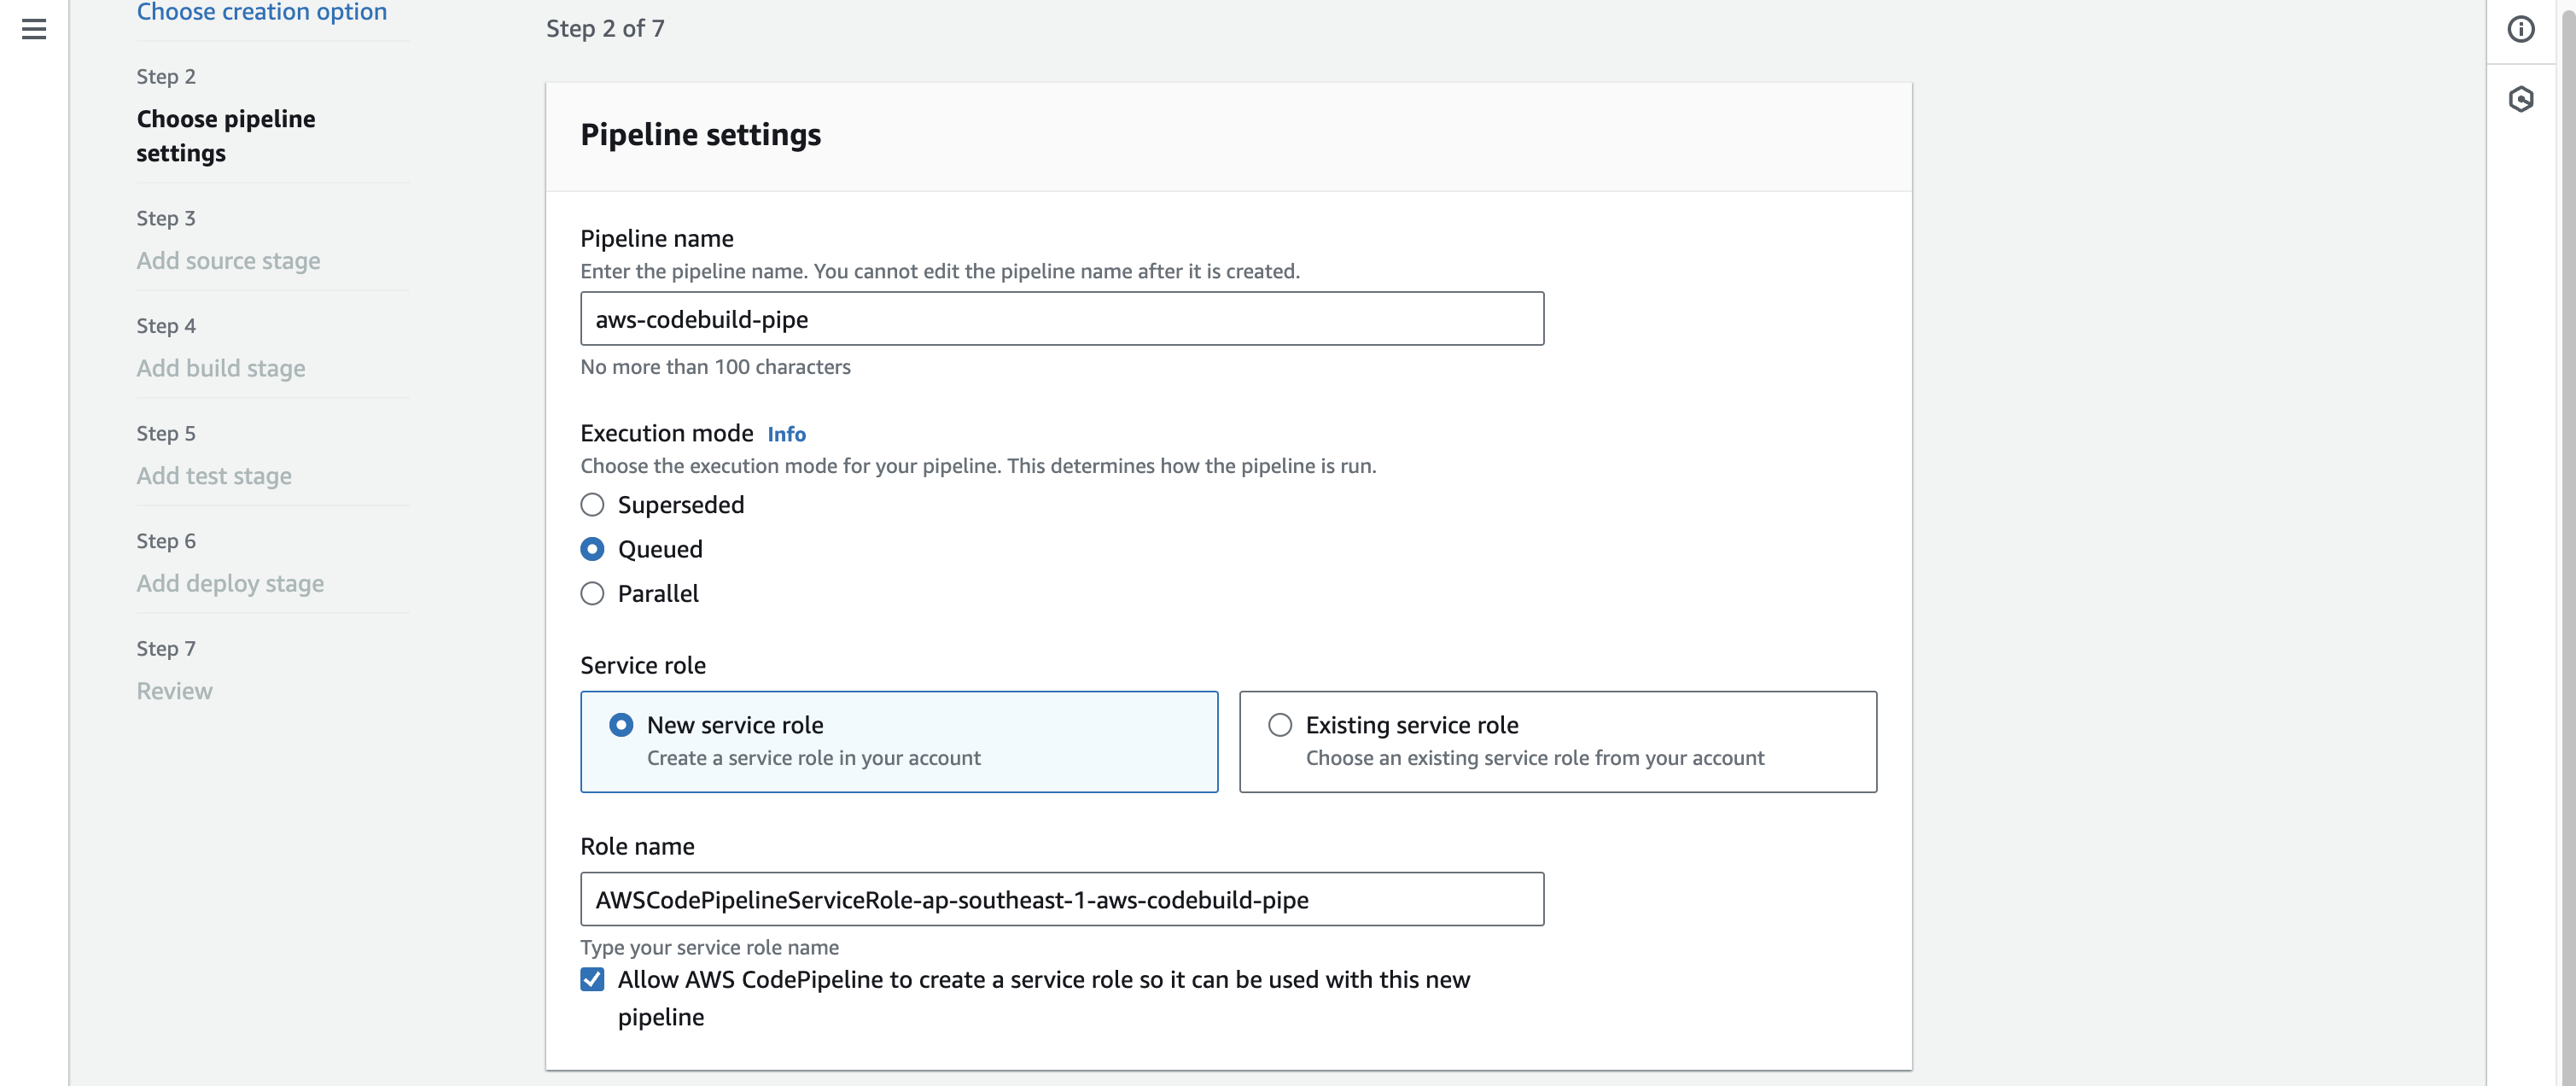 Choose creation option
Step 2
Choose pipeline
settings
Step 3
Add source stage
Step 4
Add build stage
Step 5
Add test stage
Step 6
Add deploy stage
Step 7
Review
Step 2 of 7
Pipeline settings
Pipeline name
Enter the pipeline name. You cannot edit the pipeline name after it is created.
aws-codebuild-pipe
No more than 100 characters
Execution mode Info
Choose the execution mode for your pipeline. This determines how the pipeline is run.
Superseded
Queued
Parallel
Service role
New service role
Create a service role in your account
Existing service role
Choose an existing service role from your account
Role name
AWSCodePipelineServiceRole-ap-southeast-1-aws-codebuild-pipe
Type your service role name
Allow AWS CodePipeline to create a service role so it can be used with this new
pipeline